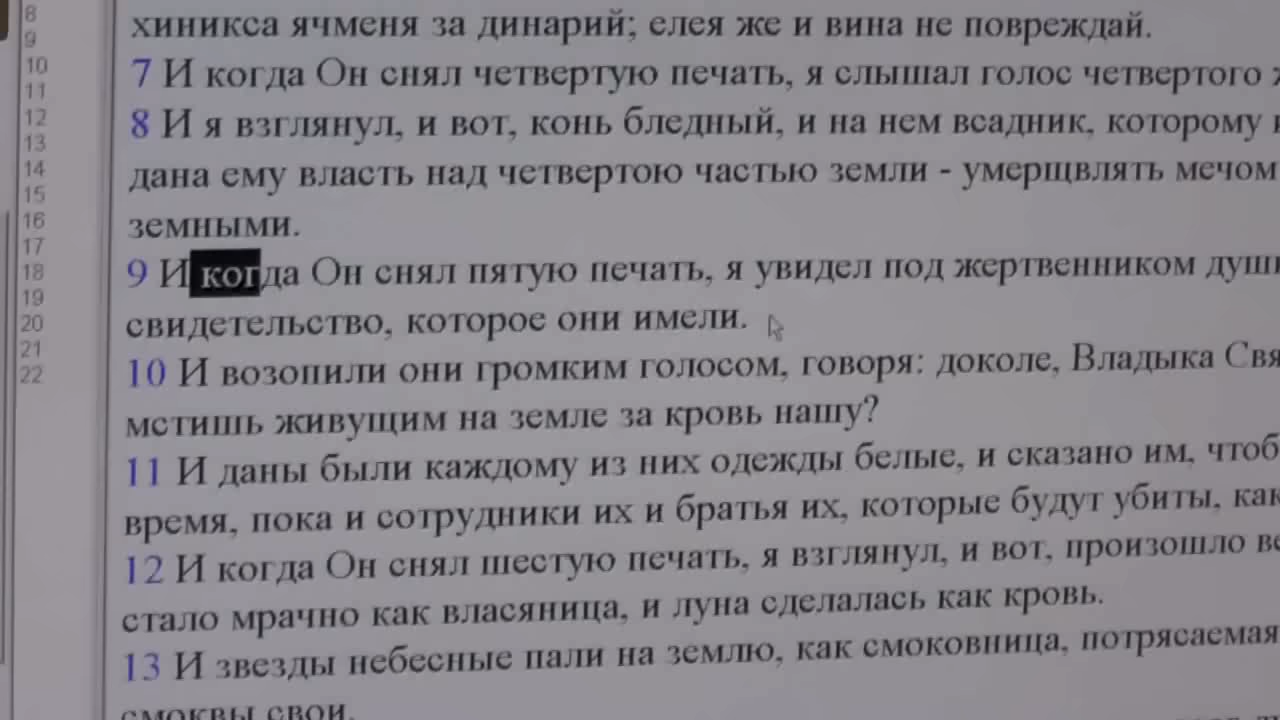 8
9
10
11
12
13
14
15
16
17
18
19
20
21
22
хиникса ячменя за динарий; елея же и вина не повреждай.
7 И когда Он снял четвертую печать, я слышал голос четвертого
8 И я взглянул, и вот, конь бледный, и на нем всадник, которому
дана ему власть над четвертою частью земли - умерщвлять мечом
земными.
9 И когда Он снял пятую печать, я увидел под жертвенником душ
свидетельство, которое они имели.
10 И возопили они громким голосом, говоря: доколе, Владыка Свя
мстишь живущим на земле за кровь нашу?
11 И даны были каждому из них одежды белые, и сказано им, чтоб
время, пока и сотрудники их и братья их, которые будут убиты, как
12 И когда Он снял шестую печать, я взглянул, и вот, произошло ве
стало мрачно как власяница, и луна сделалась как кровь.
13 И звезды небесные пали на землю, как смоковница, потрясаемая
смоквы свои.